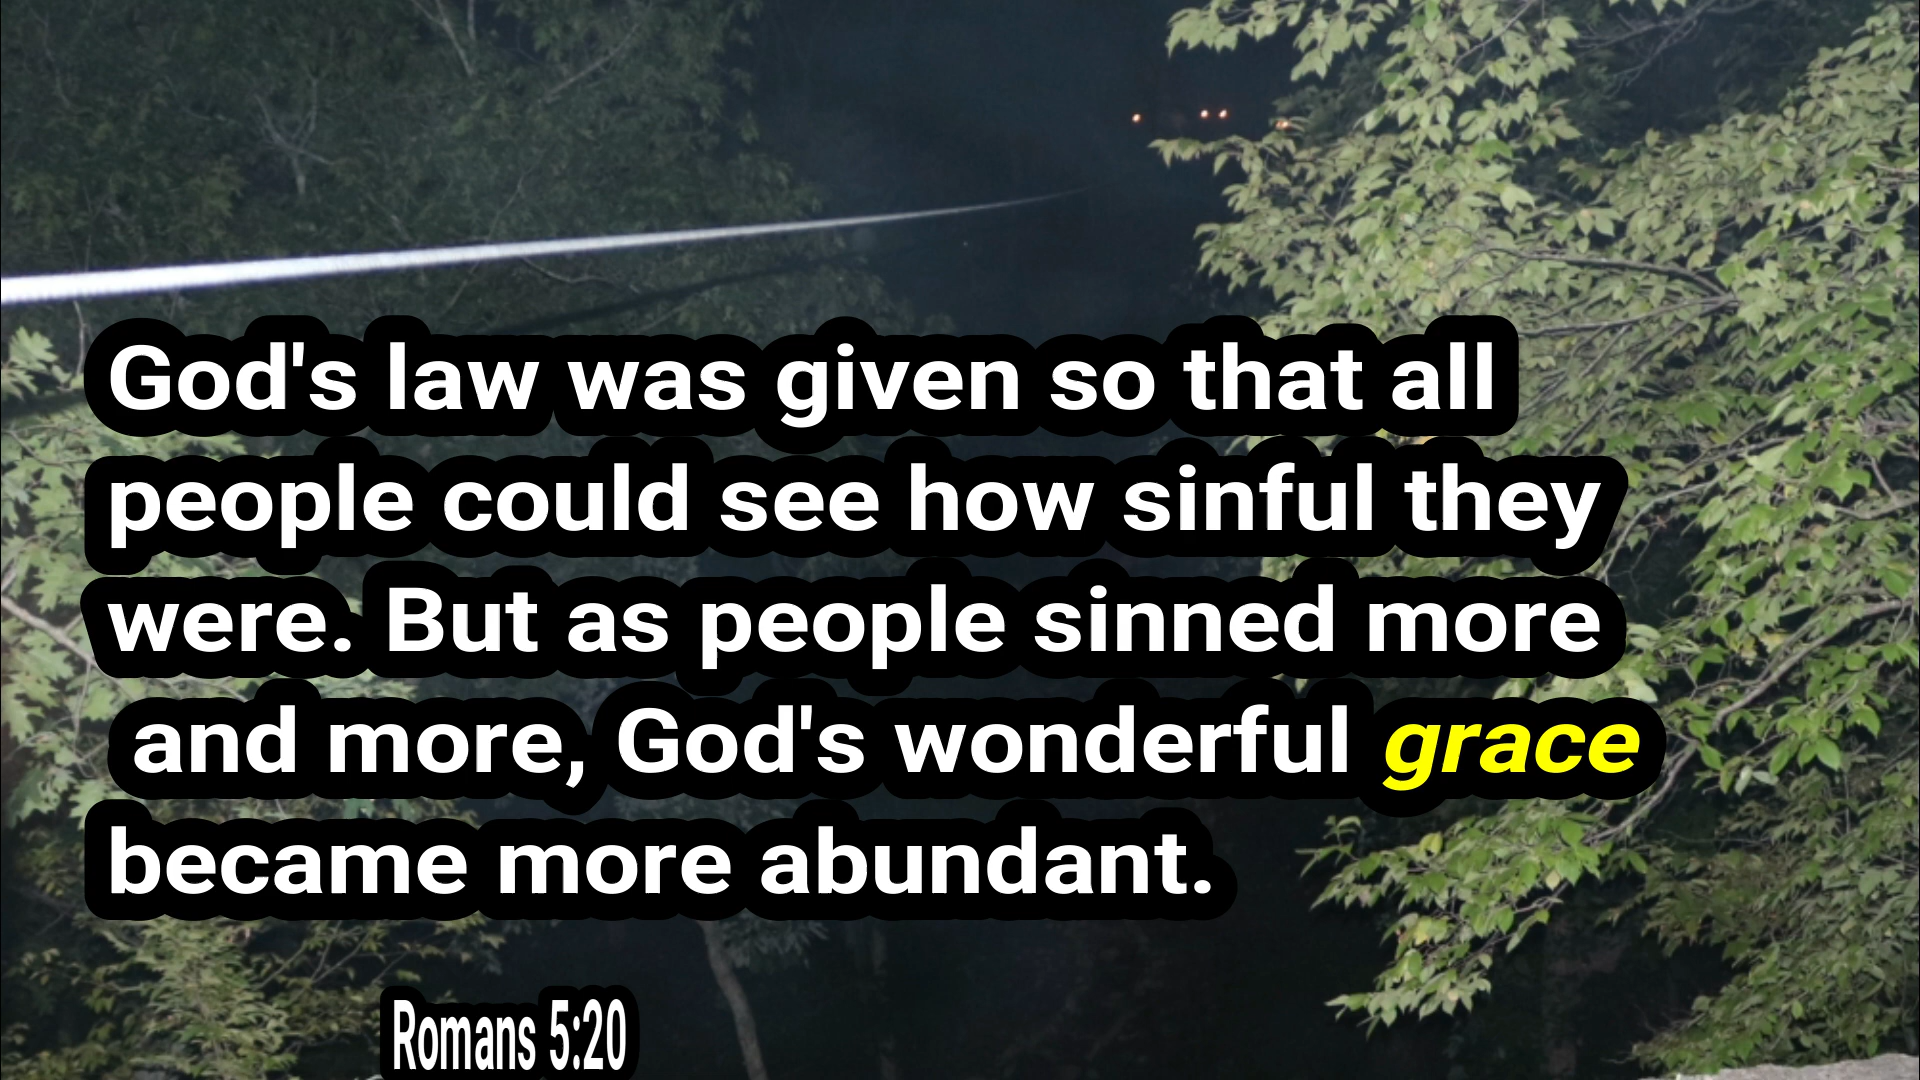 God's law was given so that all
people could see how sinful they
were. But as people sinned more
and more, God's wonderful grace
became more abundant.
Romans 5:20